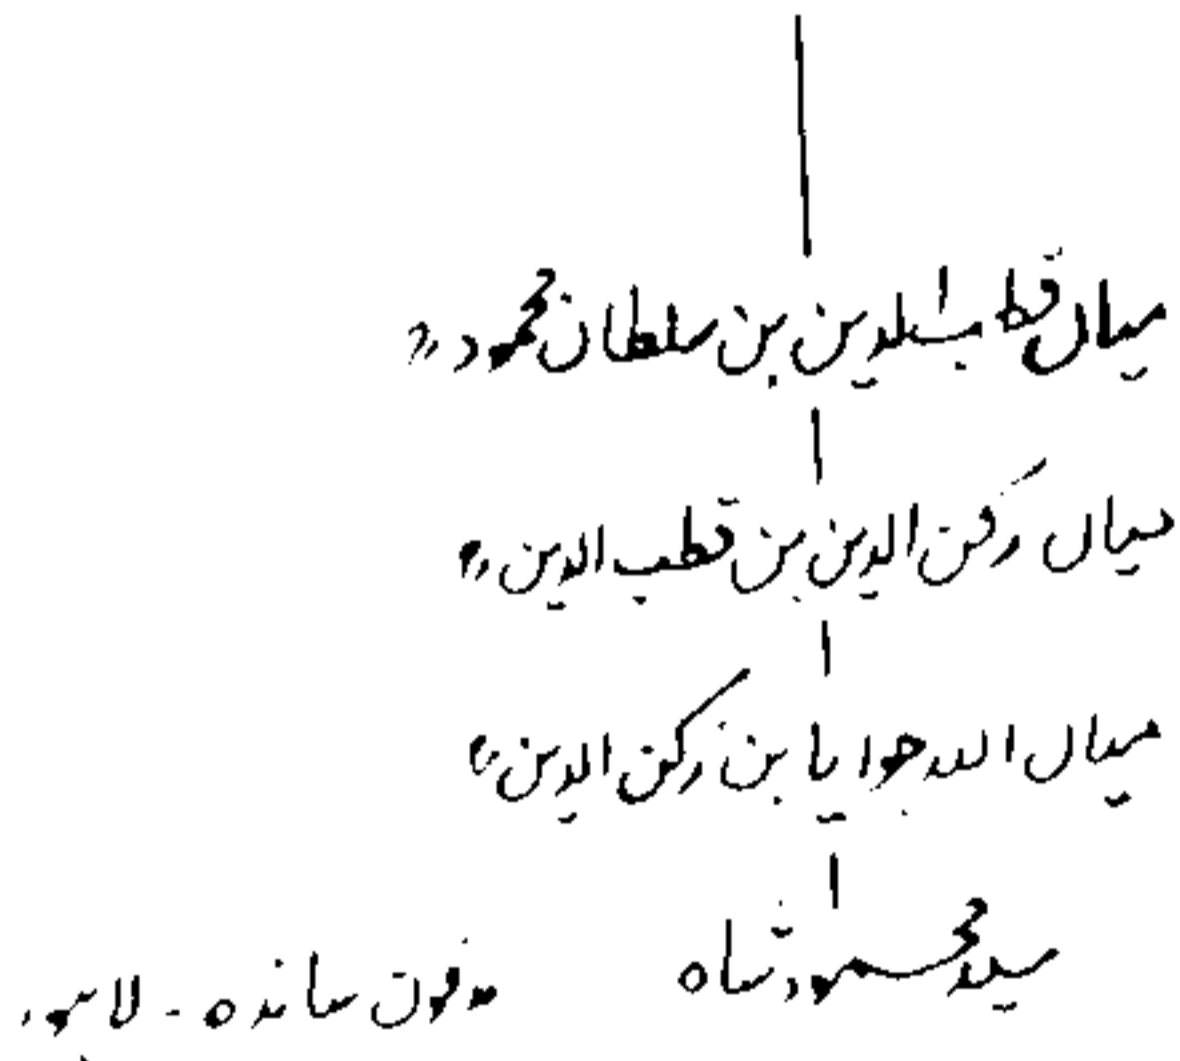 میاں قطب الدین بن سلطان محمود ؒ
میاں رکن الدین بن قطب الدین ؒ
میاں اللہ جوایا بن رکن الدین ؒ
سید محمود شاہ مدفون ساندہ - لاہور